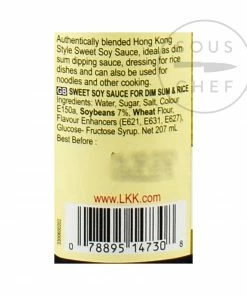 SOUS
CHEF
Authentically blended Hong Kong
Style Sweet Soy Sauce, ideal as dim
sum dipping sauce, dressing for rice
dishes and can also be used for
noodles and other cooking.
GB SWEET SOY SAUCE FOR DIM SUM & RICE
Ingredients: Water, Sugar, Salt, Colour
E150a, Soybeans 7%, Wheat Flour,
Flavour Enhancers (E621, E631, E627),
Glucose- Fructose Syrup. Net 207 mL
Best Before :
www.LKK.com
0 78895 14730 8